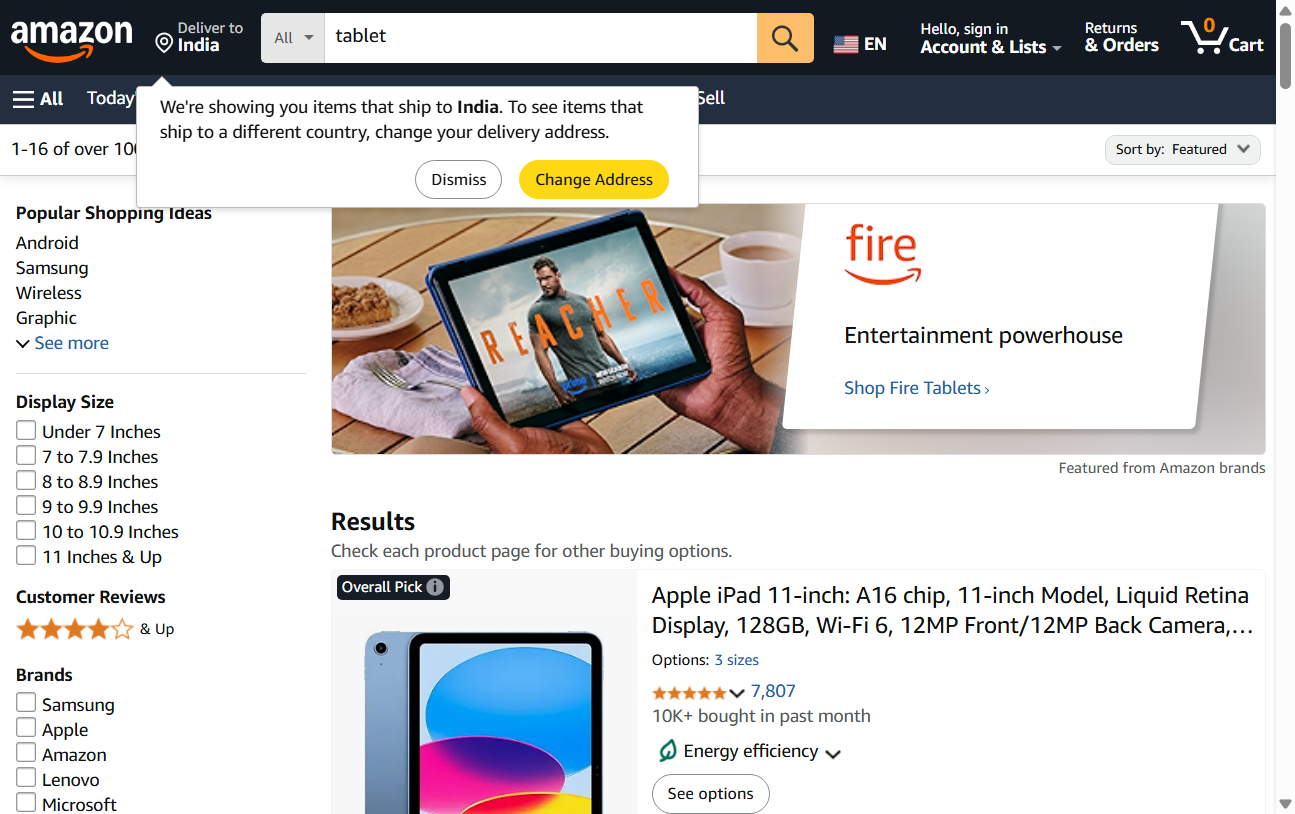 amazon
Deliver to
India
All
tablet
EN
Hello, sign in
Account & Lists
Returns
& Orders
0
Cart
All
Today
Sell
We're showing you items that ship to India. To see items that
ship to a different country, change your delivery address.
Dismiss
Change Address
1-16 of over 100
Sort by: Featured
Popular Shopping Ideas
Android
Samsung
Wireless
Graphic
See more
Display Size
Under 7 Inches
7 to 7.9 Inches
8 to 8.9 Inches
9 to 9.9 Inches
10 to 10.9 Inches
11 Inches & Up
Customer Reviews
& Up
Brands
Samsung
Apple
Amazon
Lenovo
Microsoft
REACHER
prime
fire
Entertainment powerhouse
Shop Fire Tablets ›
Featured from Amazon brands
Results
Check each product page for other buying options.
Overall Pick
Apple iPad 11-inch: A16 chip, 11-inch Model, Liquid Retina
Display, 128GB, Wi-Fi 6, 12MP Front/12MP Back Camera,…
Options: 3 sizes
7,807
10K+ bought in past month
Energy efficiency
See options